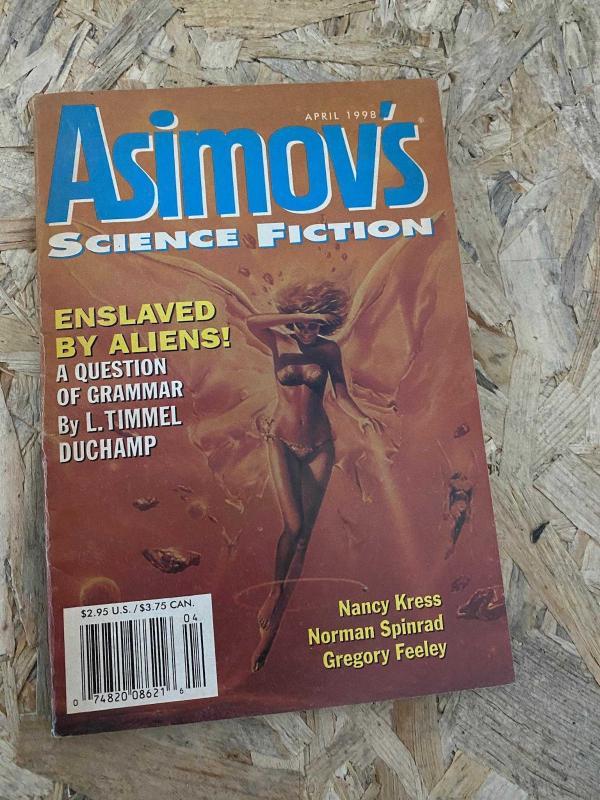 APRIL 1998
Asimov's®
SCIENCE FICTION
ENSLAVED
BY ALIENS!
A QUESTION
OF GRAMMAR
By L. TIMMEL
DUCHAMP
$2.95 U.S. / $3.75 CAN.
04
0 74820 08621 6
Nancy Kress
Norman Spinrad
Gregory Feeley